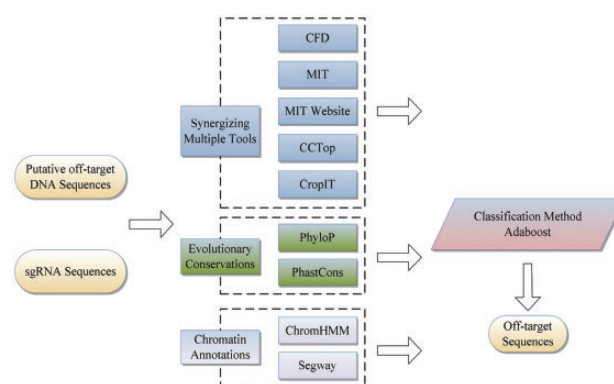 Putative off-target
DNA Sequences
sgRNA Sequences
Synergizing
Multiple Tools
CFD
MIT
MIT Website
CCTop
CropIT
Evolutionary
Conservations
PhyloP
PhastCons
Chromatin
Annotations
ChromHMM
Segway
Classification Method
Adaboost
Off-target
Sequences